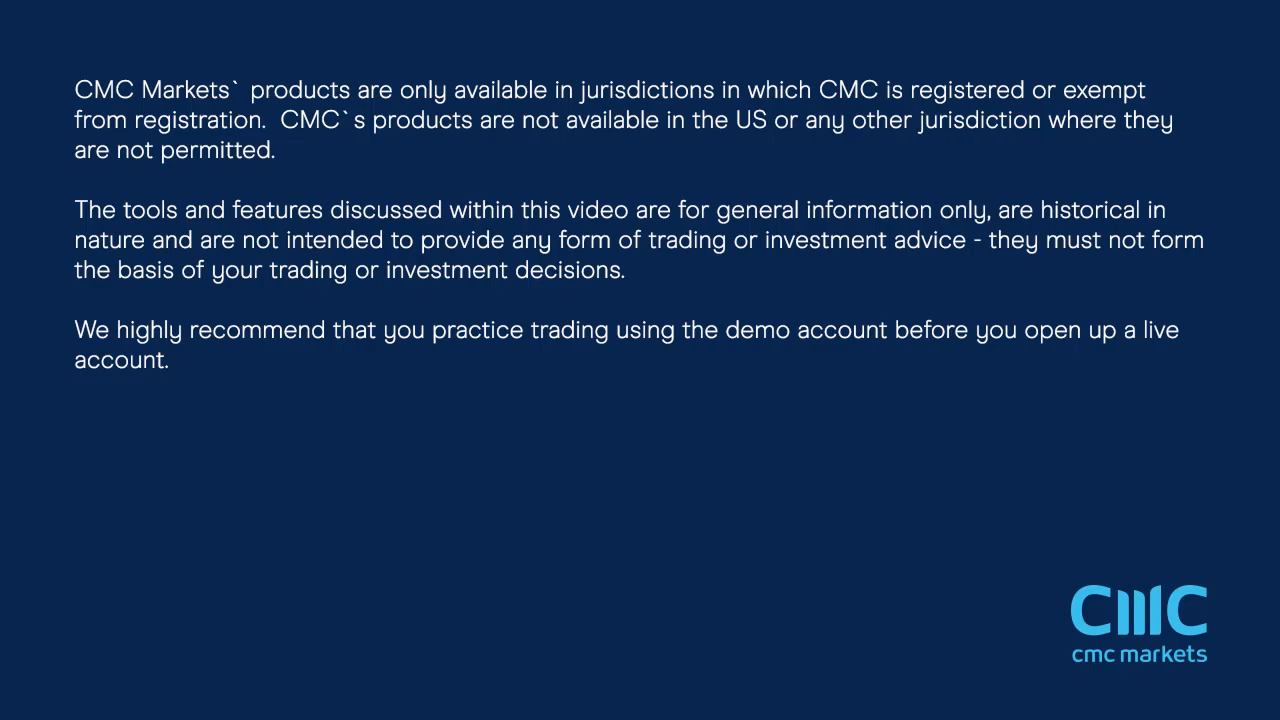 CMC Markets` products are only available in jurisdictions in which CMC is registered or exempt
from registration.  CMC`s products are not available in the US or any other jurisdiction where they
are not permitted.
The tools and features discussed within this video are for general information only, are historical in
nature and are not intended to provide any form of trading or investment advice - they must not form
the basis of your trading or investment decisions.
We highly recommend that you practice trading using the demo account before you open up a live
account.
CMC
cmc markets